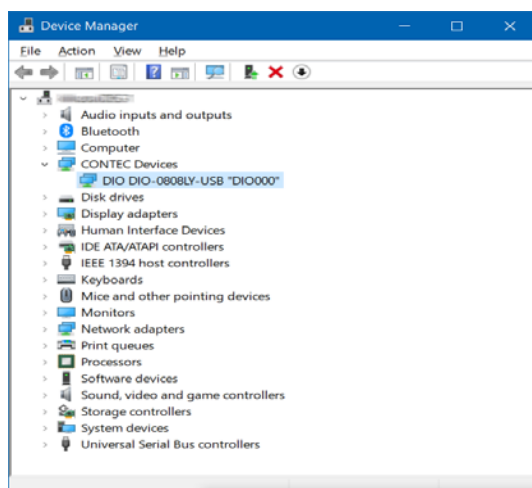 Device Manager
File Action View Help
Audio inputs and outputs
Bluetooth
Computer
CONTEC Devices
DIO DIO-0808LY-USB "DIO000"
Disk drives
Display adapters
Human Interface Devices
IDE ATA/ATAPI controllers
IEEE 1394 host controllers
Keyboards
Mice and other pointing devices
Monitors
Network adapters
Print queues
Processors
Software devices
Sound, video and game controllers
Storage controllers
System devices
Universal Serial Bus controllers